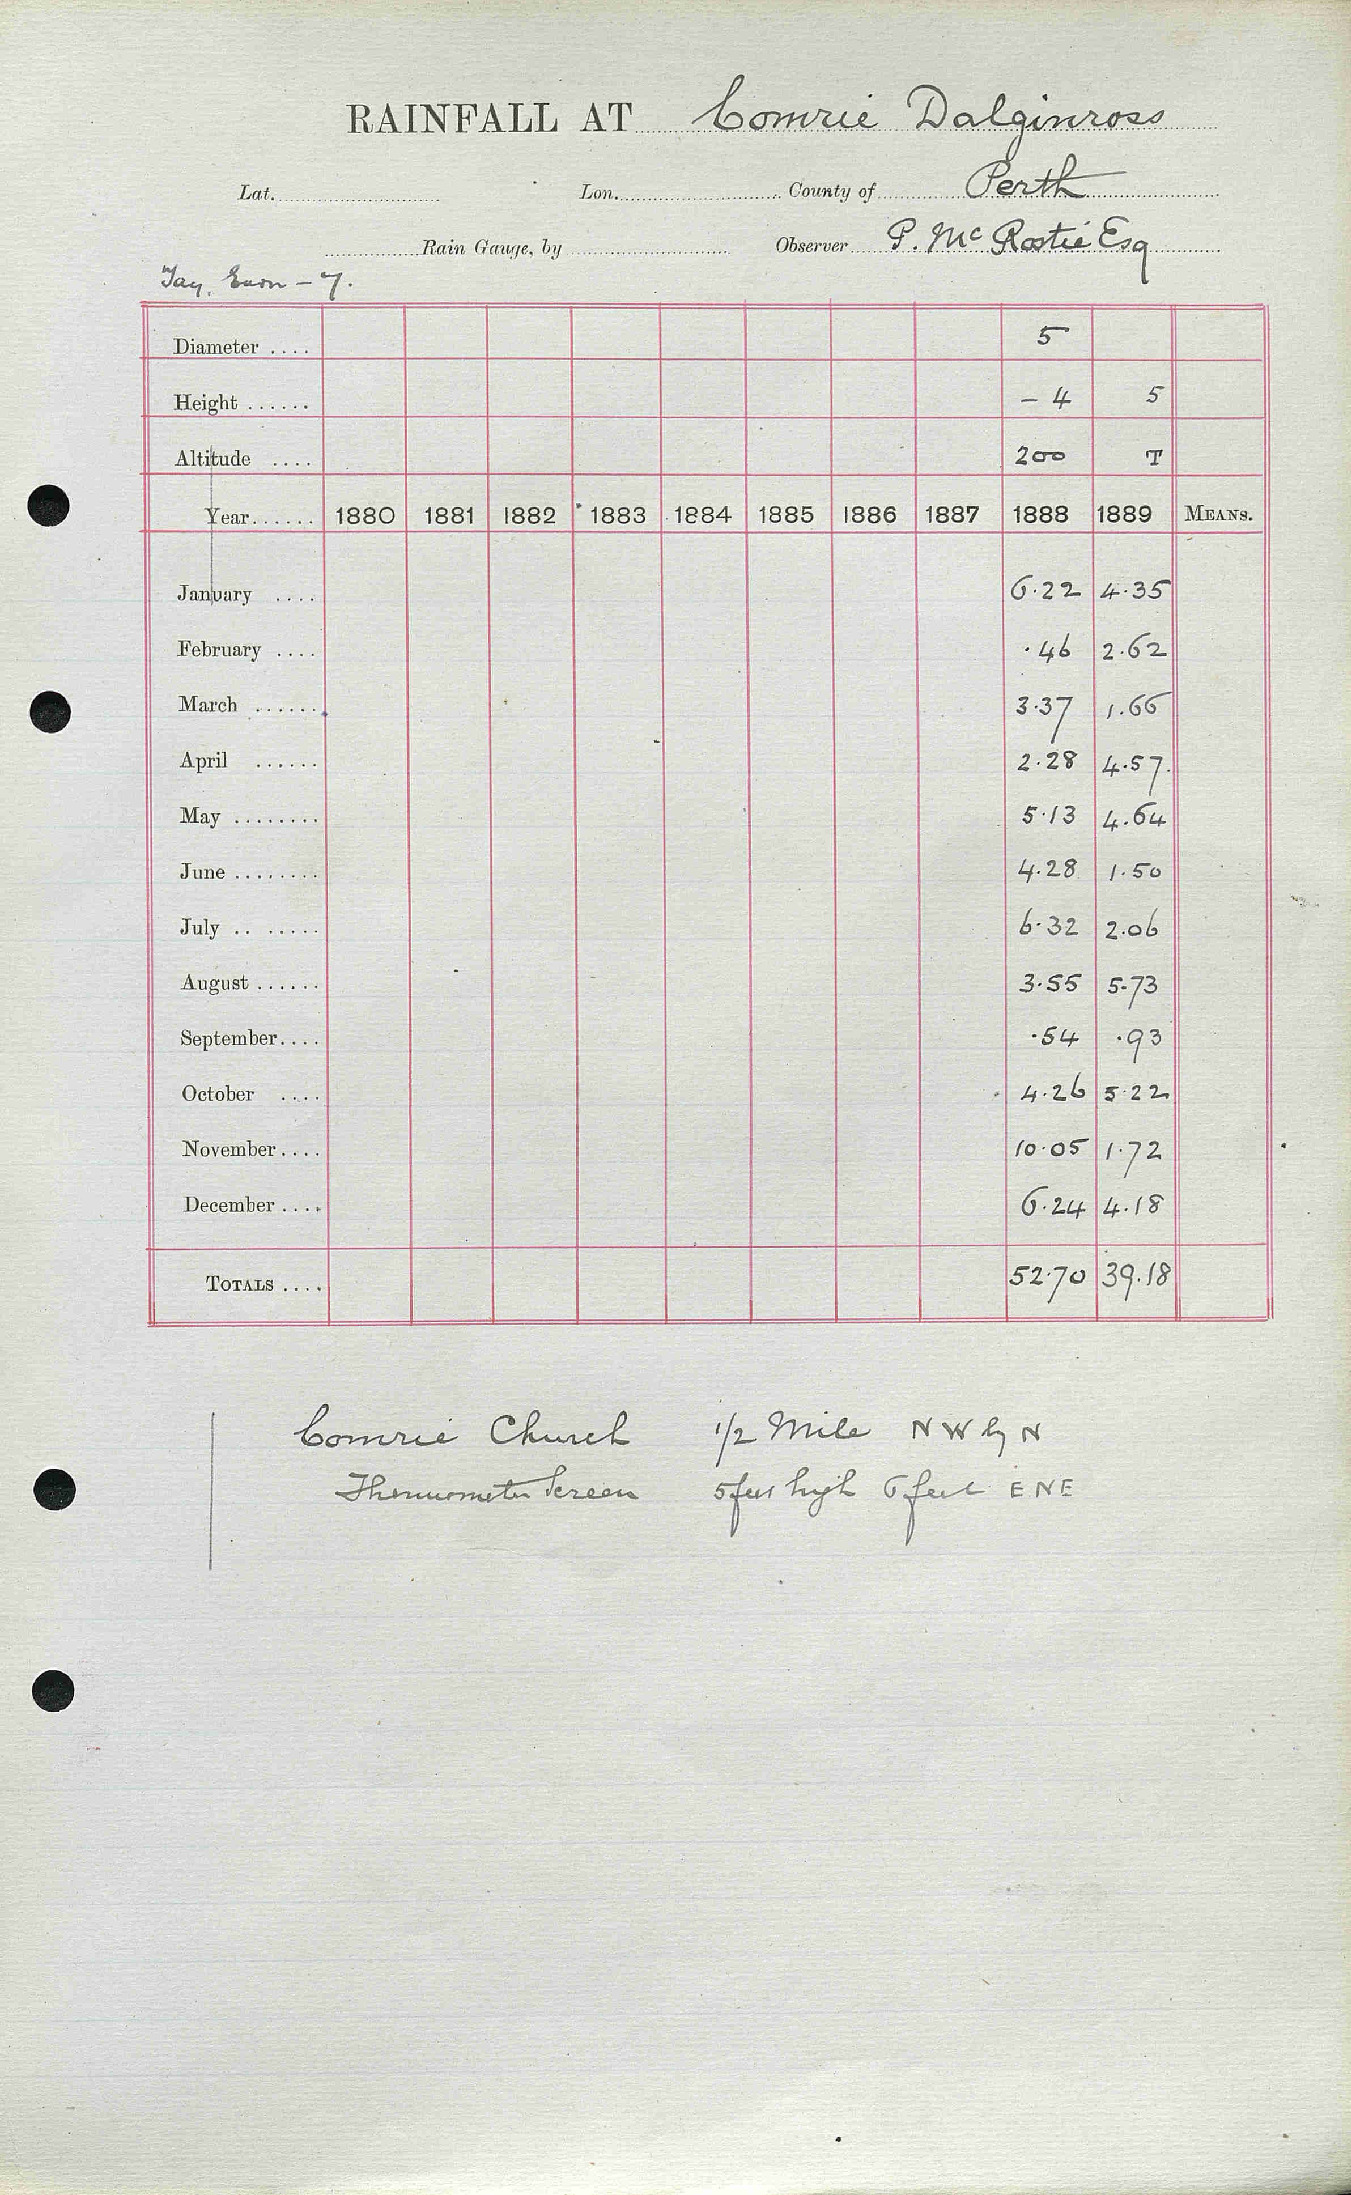 RAINFALL AT Comrie Dalginross
Lat. Lon. County of Perth
Rain Gauge, by Observer P. Mc Rostie Esq
Tay. Earn - 7.
Diameter .... 5
Height ...... - 4 5
Altitude .... 200 T
Year...... 1880 1881 1882 1883 1884 1885 1886 1887 1888 1889 MEANS.
January .... 6.22 4.35
February .... .46 2.62
March ...... 3.37 1.66
April ...... 2.28 4.57
May ........ 5.13 4.64
June ........ 4.28 1.50
July .. ..... 6.32 2.06
August ...... 3.55 5.73
September.... .54 .93
October .... 4.26 5.22
November.... 10.05 1.72
December .... 6.24 4.18
TOTALS .... 52.70 39.18
Comrie Church 1/2 Mile NW by N
Thermometer Screen 5 feet high 6 feet ENE